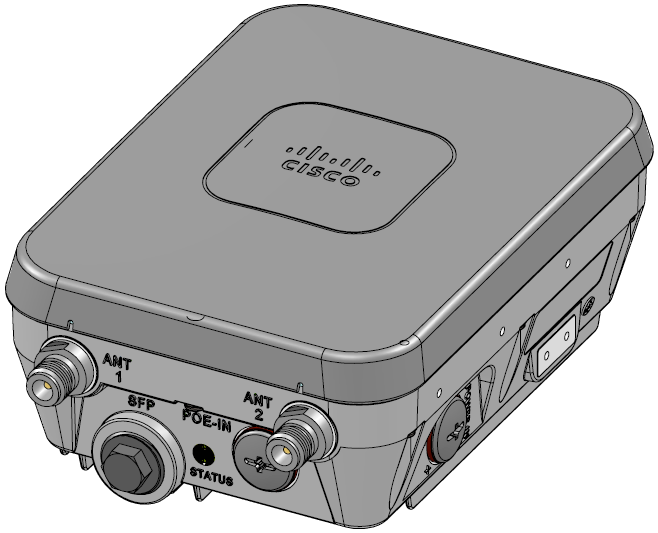 CISCO
ANT
1
SFP
POE-IN
ANT
2
STATUS